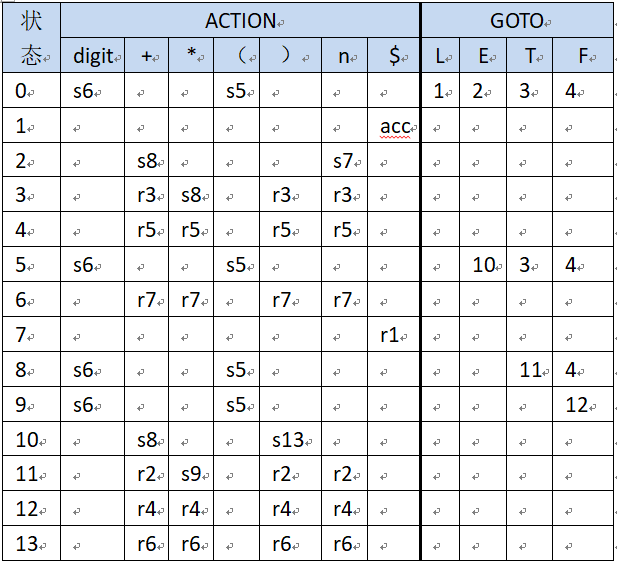 状态 ACTION GOTO
digit + * ( ) n $ L E T F
0 s6 s5 1 2 3 4
1 acc
2 s8 s7
3 r3 s8 r3 r3
4 r5 r5 r5 r5
5 s6 s5 10 3 4
6 r7 r7 r7 r7
7 r1
8 s6 s5 11 4
9 s6 s5 12
10 s8 s13
11 r2 s9 r2 r2
12 r4 r4 r4 r4
13 r6 r6 r6 r6